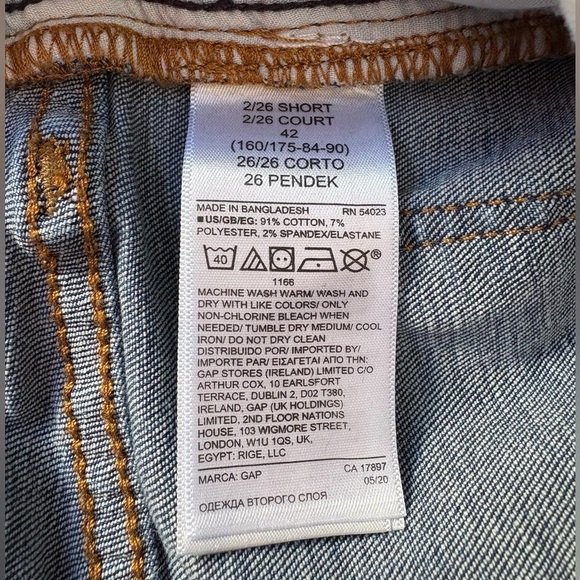 2/26 SHORT
2/26 COURT
42
(160/175-84-90)
26/26 CORTO
26 PENDEK
MADE IN BANGLADESH RN 54023
■US/GB/EG: 91% COTTON, 7%
POLYESTER, 2% SPANDEX/ELASTANE
40 ®
1166
MACHINE WASH WARM/ WASH AND
DRY WITH LIKE COLORS/ ONLY
NON-CHLORINE BLEACH WHEN
NEEDED/ TUMBLE DRY MEDIUM/ COOL
IRON/ DO NOT DRY CLEAN
DISTRIBUIDO POR/ IMPORTED BY/
IMPORTE PAR/ ΕΙΣΑΓΕΤΑΙ ΑΠΟ ΤΗΝ:
GAP STORES (IRELAND) LIMITED C/O
ARTHUR COX, 10 EARLSFORT
TERRACE, DUBLIN 2, D02 T380,
IRELAND, GAP (UK HOLDINGS)
LIMITED, 2ND FLOOR NATIONS
HOUSE, 103 WIGMORE STREET,
LONDON, W1U 1QS, UK,
EGYPT: RIGE, LLC
MARCA: GAP CA 17897
05/20
ОДЕЖДА ВТОРОГО СЛОЯ